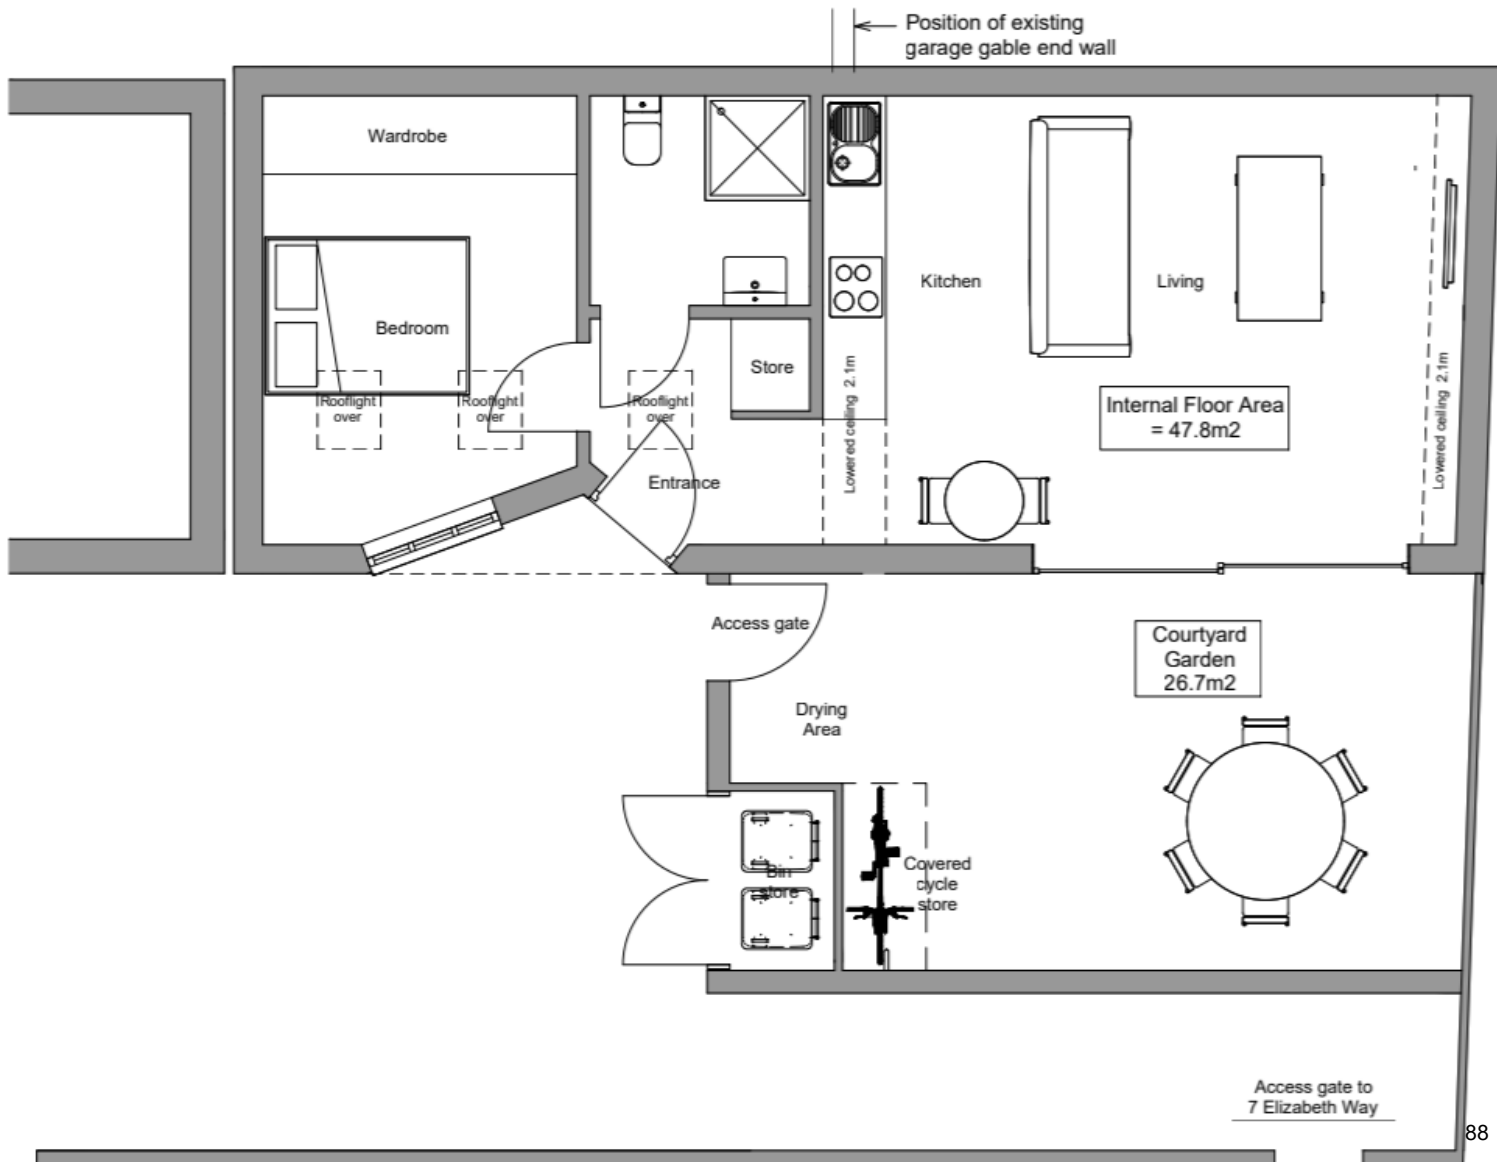 Position of existing
garage gable end wall
Wardrobe
Bedroom
Rooflight
over
Rooflight
over
Rooflight
over
Store
Entrance
Kitchen
Living
Lowered ceiling 2.1m
Lowered ceiling 2.1m
Internal Floor Area
= 47.8m2
Access gate
Courtyard
Garden
26.7m2
Drying
Area
Bin
store
Covered
cycle
store
Access gate to
7 Elizabeth Way
88